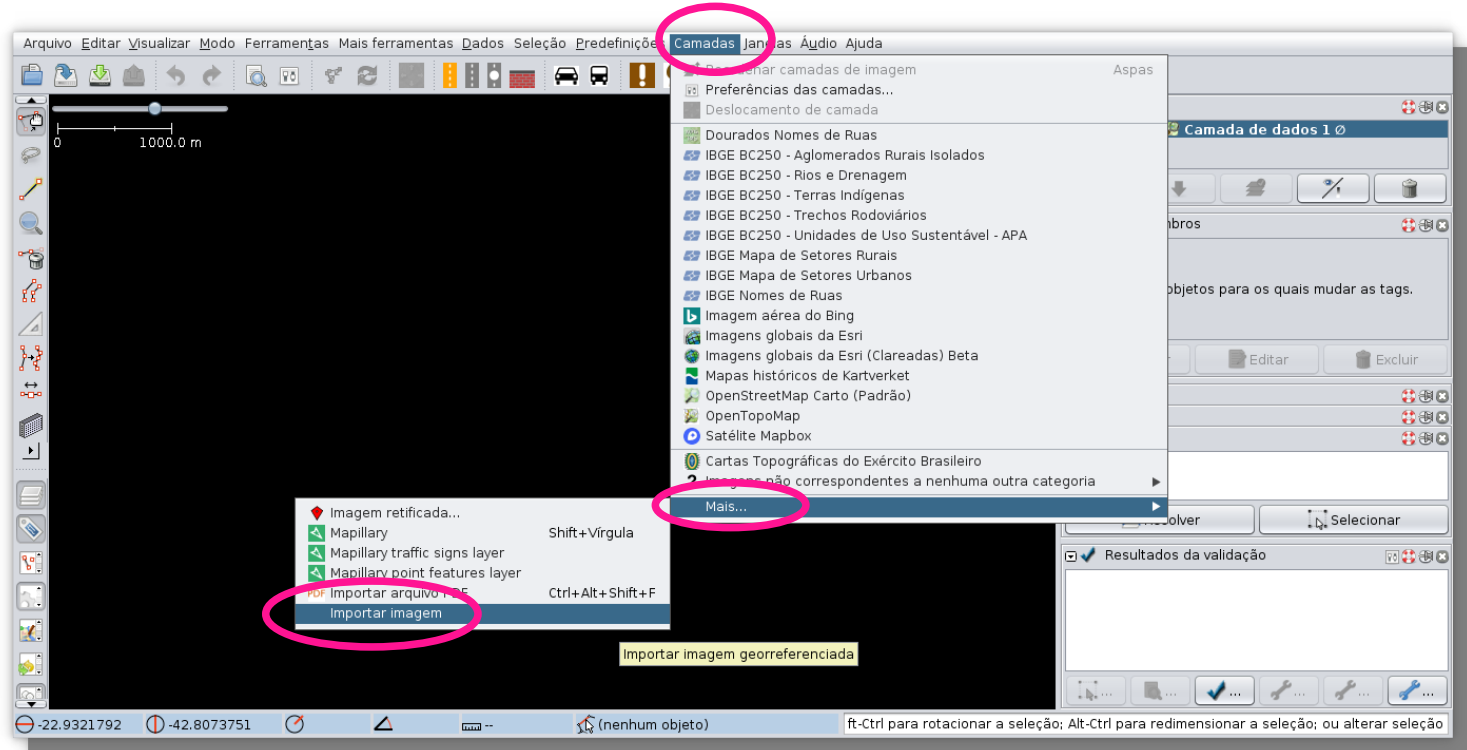 Arquivo Editar Visualizar Modo Ferramentas Mais ferramentas Dados Seleção Predefinições Camadas Janelas Áudio Ajuda
0 1000.0 m
camadas de imagem Aspas
Preferências das camadas...
Deslocamento de camada
Dourados Nomes de Ruas
IBGE BC250 - Aglomerados Rurais Isolados
IBGE BC250 - Rios e Drenagem
IBGE BC250 - Terras Indígenas
IBGE BC250 - Trechos Rodoviários
IBGE BC250 - Unidades de Uso Sustentável - APA
IBGE Mapa de Setores Rurais
IBGE Mapa de Setores Urbanos
IBGE Nomes de Ruas
Imagem aérea do Bing
Imagens globais da Esri
Imagens globais da Esri (Clareadas) Beta
Mapas históricos de Kartverket
OpenStreetMap Carto (Padrão)
OpenTopoMap
Satélite Mapbox
Cartas Topográficas do Exército Brasileiro
? Imagens não correspondentes a nenhuma outra categoria
Mais...
Imagem retificada...
Mapillary Shift+Vírgula
Mapillary traffic signs layer
Mapillary point features layer
PDF Importar arquivo PDF Ctrl+Alt+Shift+F
Importar imagem
Importar imagem georreferenciada
Camada de dados 1
mbros
objetos para os quais mudar as tags.
Editar Excluir
olver Selecionar
Resultados da validação
... ... ... ... ... ...
-22.9321792 -42.8073751 -- (nenhum objeto) ft-Ctrl para rotacionar a seleção; Alt-Ctrl para redimensionar a seleção; ou alterar seleção